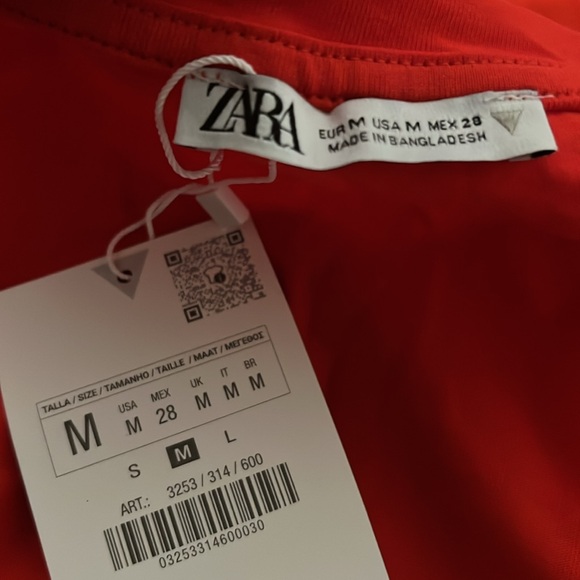 ZARA
EUR M USA M MEX 28
MADE IN BANGLADESH
TALLA / SIZE / TAMANHO / TAILLE / MAAT / ΜΕΓΕΘΟΣ
M USA M MEX 28 UK M IT M BR M
S M L
ART.: 3253 / 314 / 600
03253314600030